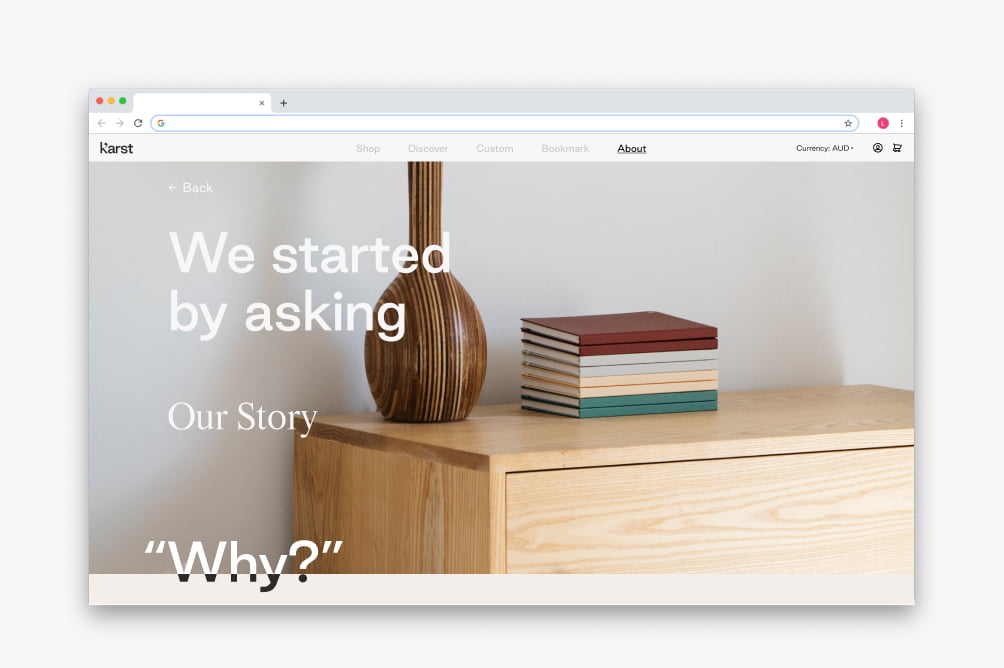 Karst
Shop Discover Custom Bookmark About
Currency: AUD
L
← Back
We started
by asking
Our Story
“Why?”